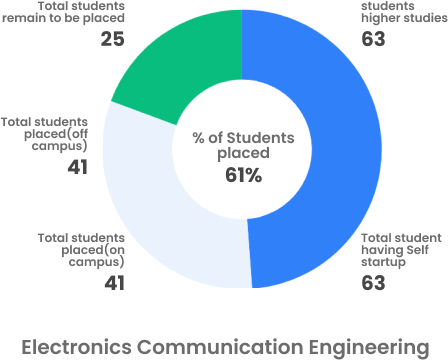 Total students
remain to be placed
25
students
higher studies
63
Total students
placed(off
campus)
41
% of Students
placed
61%
Total students
placed(on
campus)
41
Total student
having Self
startup
63
Electronics Communication Engineering